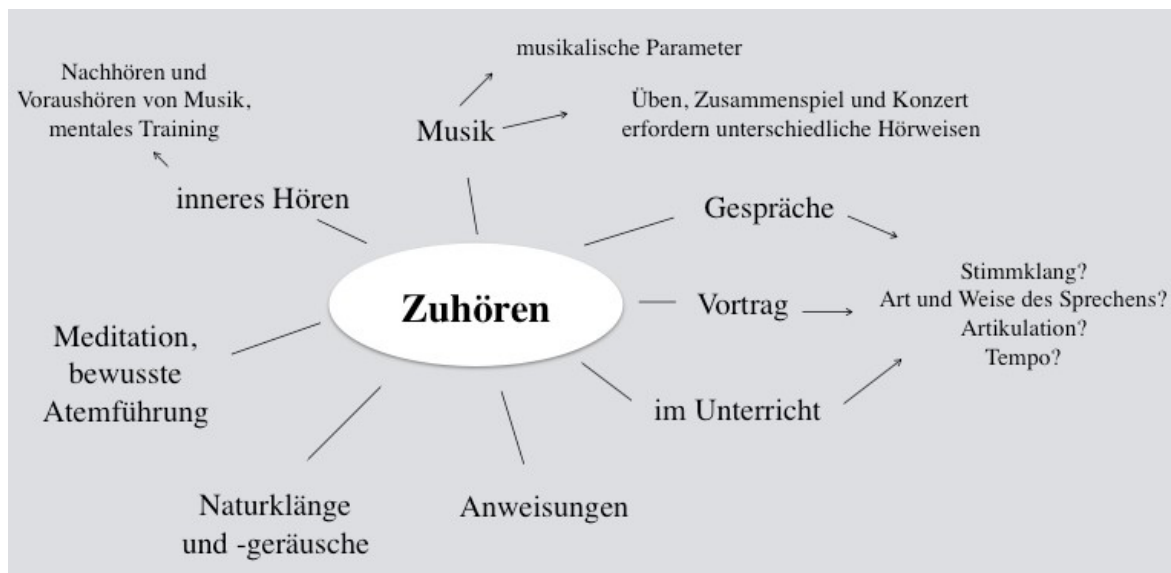 musikalische Parameter
Nachhören und
Voraushören von Musik,
mentales Training
Üben, Zusammenspiel und Konzert
erfordern unterschiedliche Hörweisen
Musik
inneres Hören
Gespräche
Stimmklang?
Art und Weise des Sprechens?
Artikulation?
Tempo?
Zuhören
Vortrag
Meditation,
bewusste
Atemführung
im Unterricht
Naturklänge
und -geräusche
Anweisungen